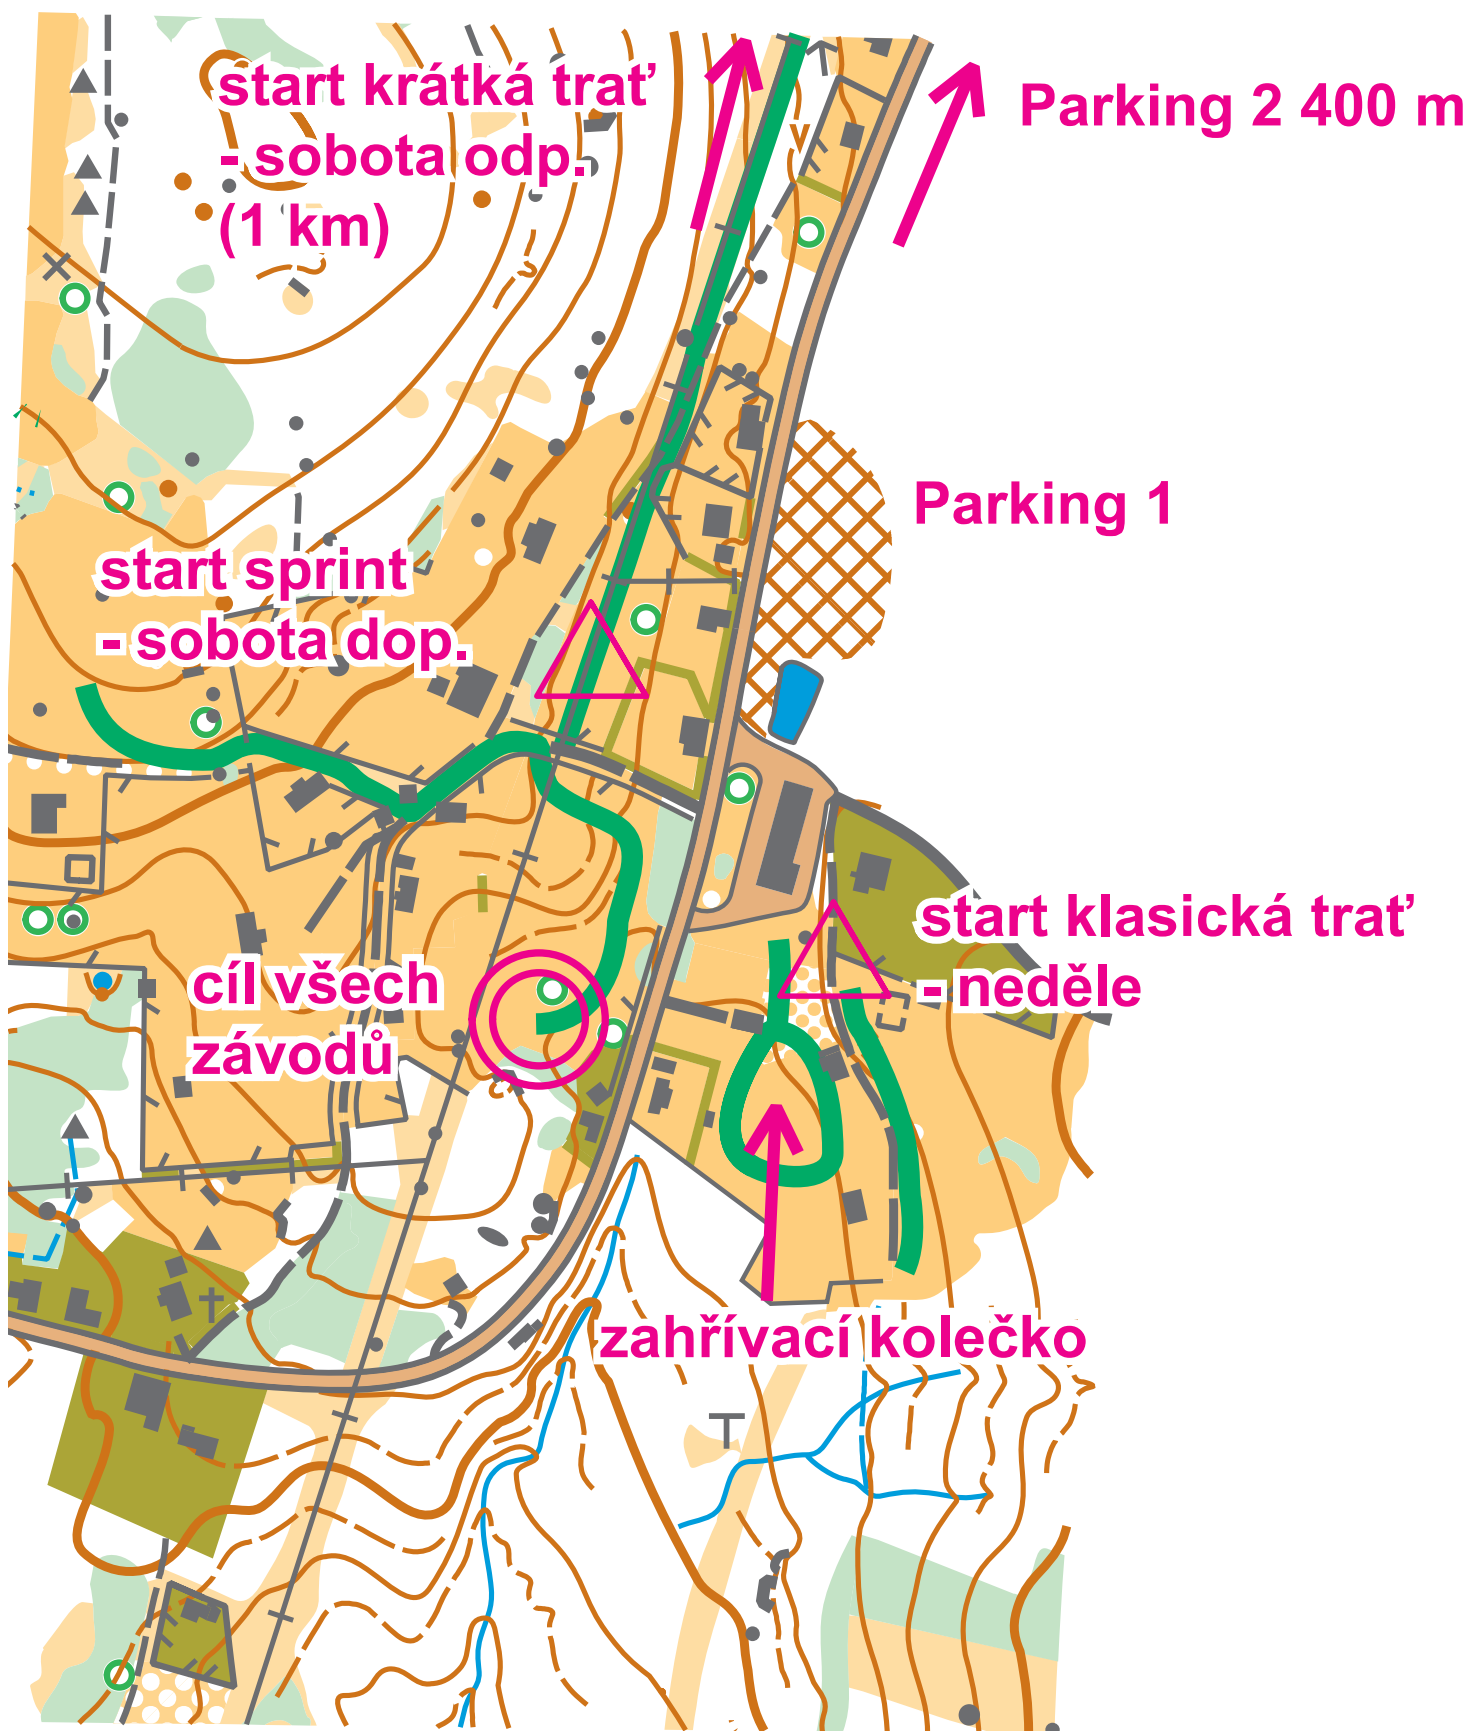 start krátká trať
- sobota odp.
(1 km)
Parking 2 400 m
Parking 1
start sprint
- sobota dop.
start klasická trať
- neděle
cíl všech
závodů
zahřívací kolečko